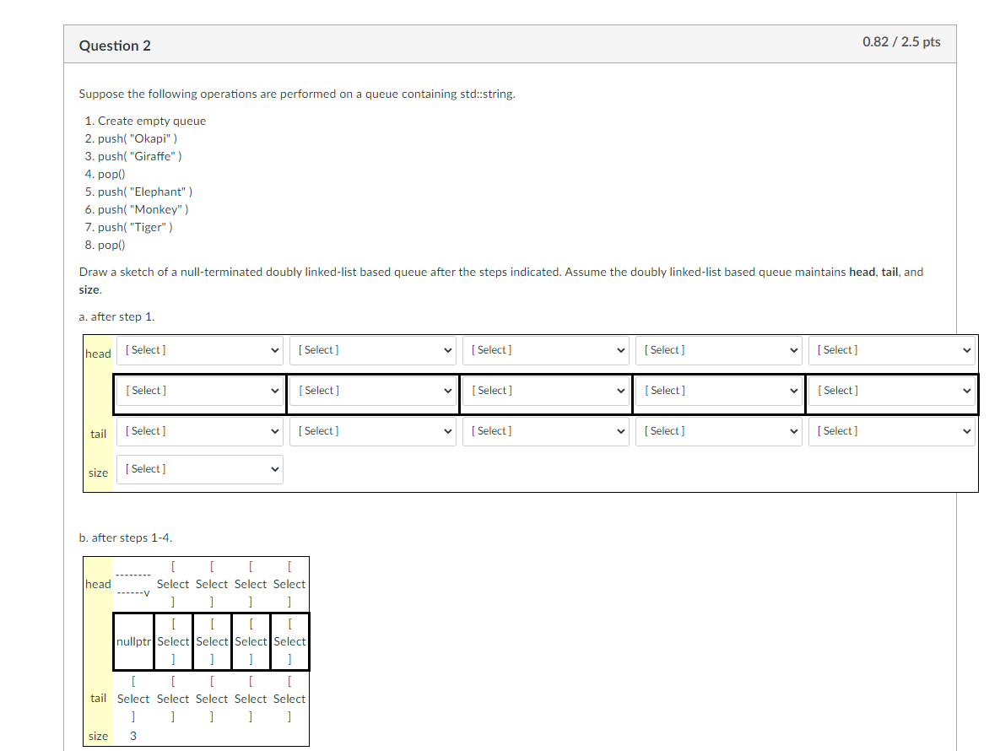 Question 2
0.82 / 2.5 pts
Suppose the following operations are performed on a queue containing std::string.
1. Create empty queue
2. push( "Okapi" )
3. push( "Giraffe" )
4. pop()
5. push( "Elephant" )
6. push( "Monkey" )
7. push( "Tiger" )
8. pop()
Draw a sketch of a null-terminated doubly linked-list based queue after the steps indicated. Assume the doubly linked-list based queue maintains head, tail, and
size.
a. after step 1.
head [ Select ] [ Select ] [ Select ] [ Select ] [ Select ]
[ Select ] [ Select ] [ Select ] [ Select ] [ Select ]
tail [ Select ] [ Select ] [ Select ] [ Select ] [ Select ]
size [ Select ]
b. after steps 1-4.
-------- [ [ [ [
head ------v Select Select Select Select
] ] ] ]
[ [ [ [
nullptr Select Select Select Select
] ] ] ]
[ [ [ [ [
tail Select Select Select Select Select
] ] ] ] ]
size 3